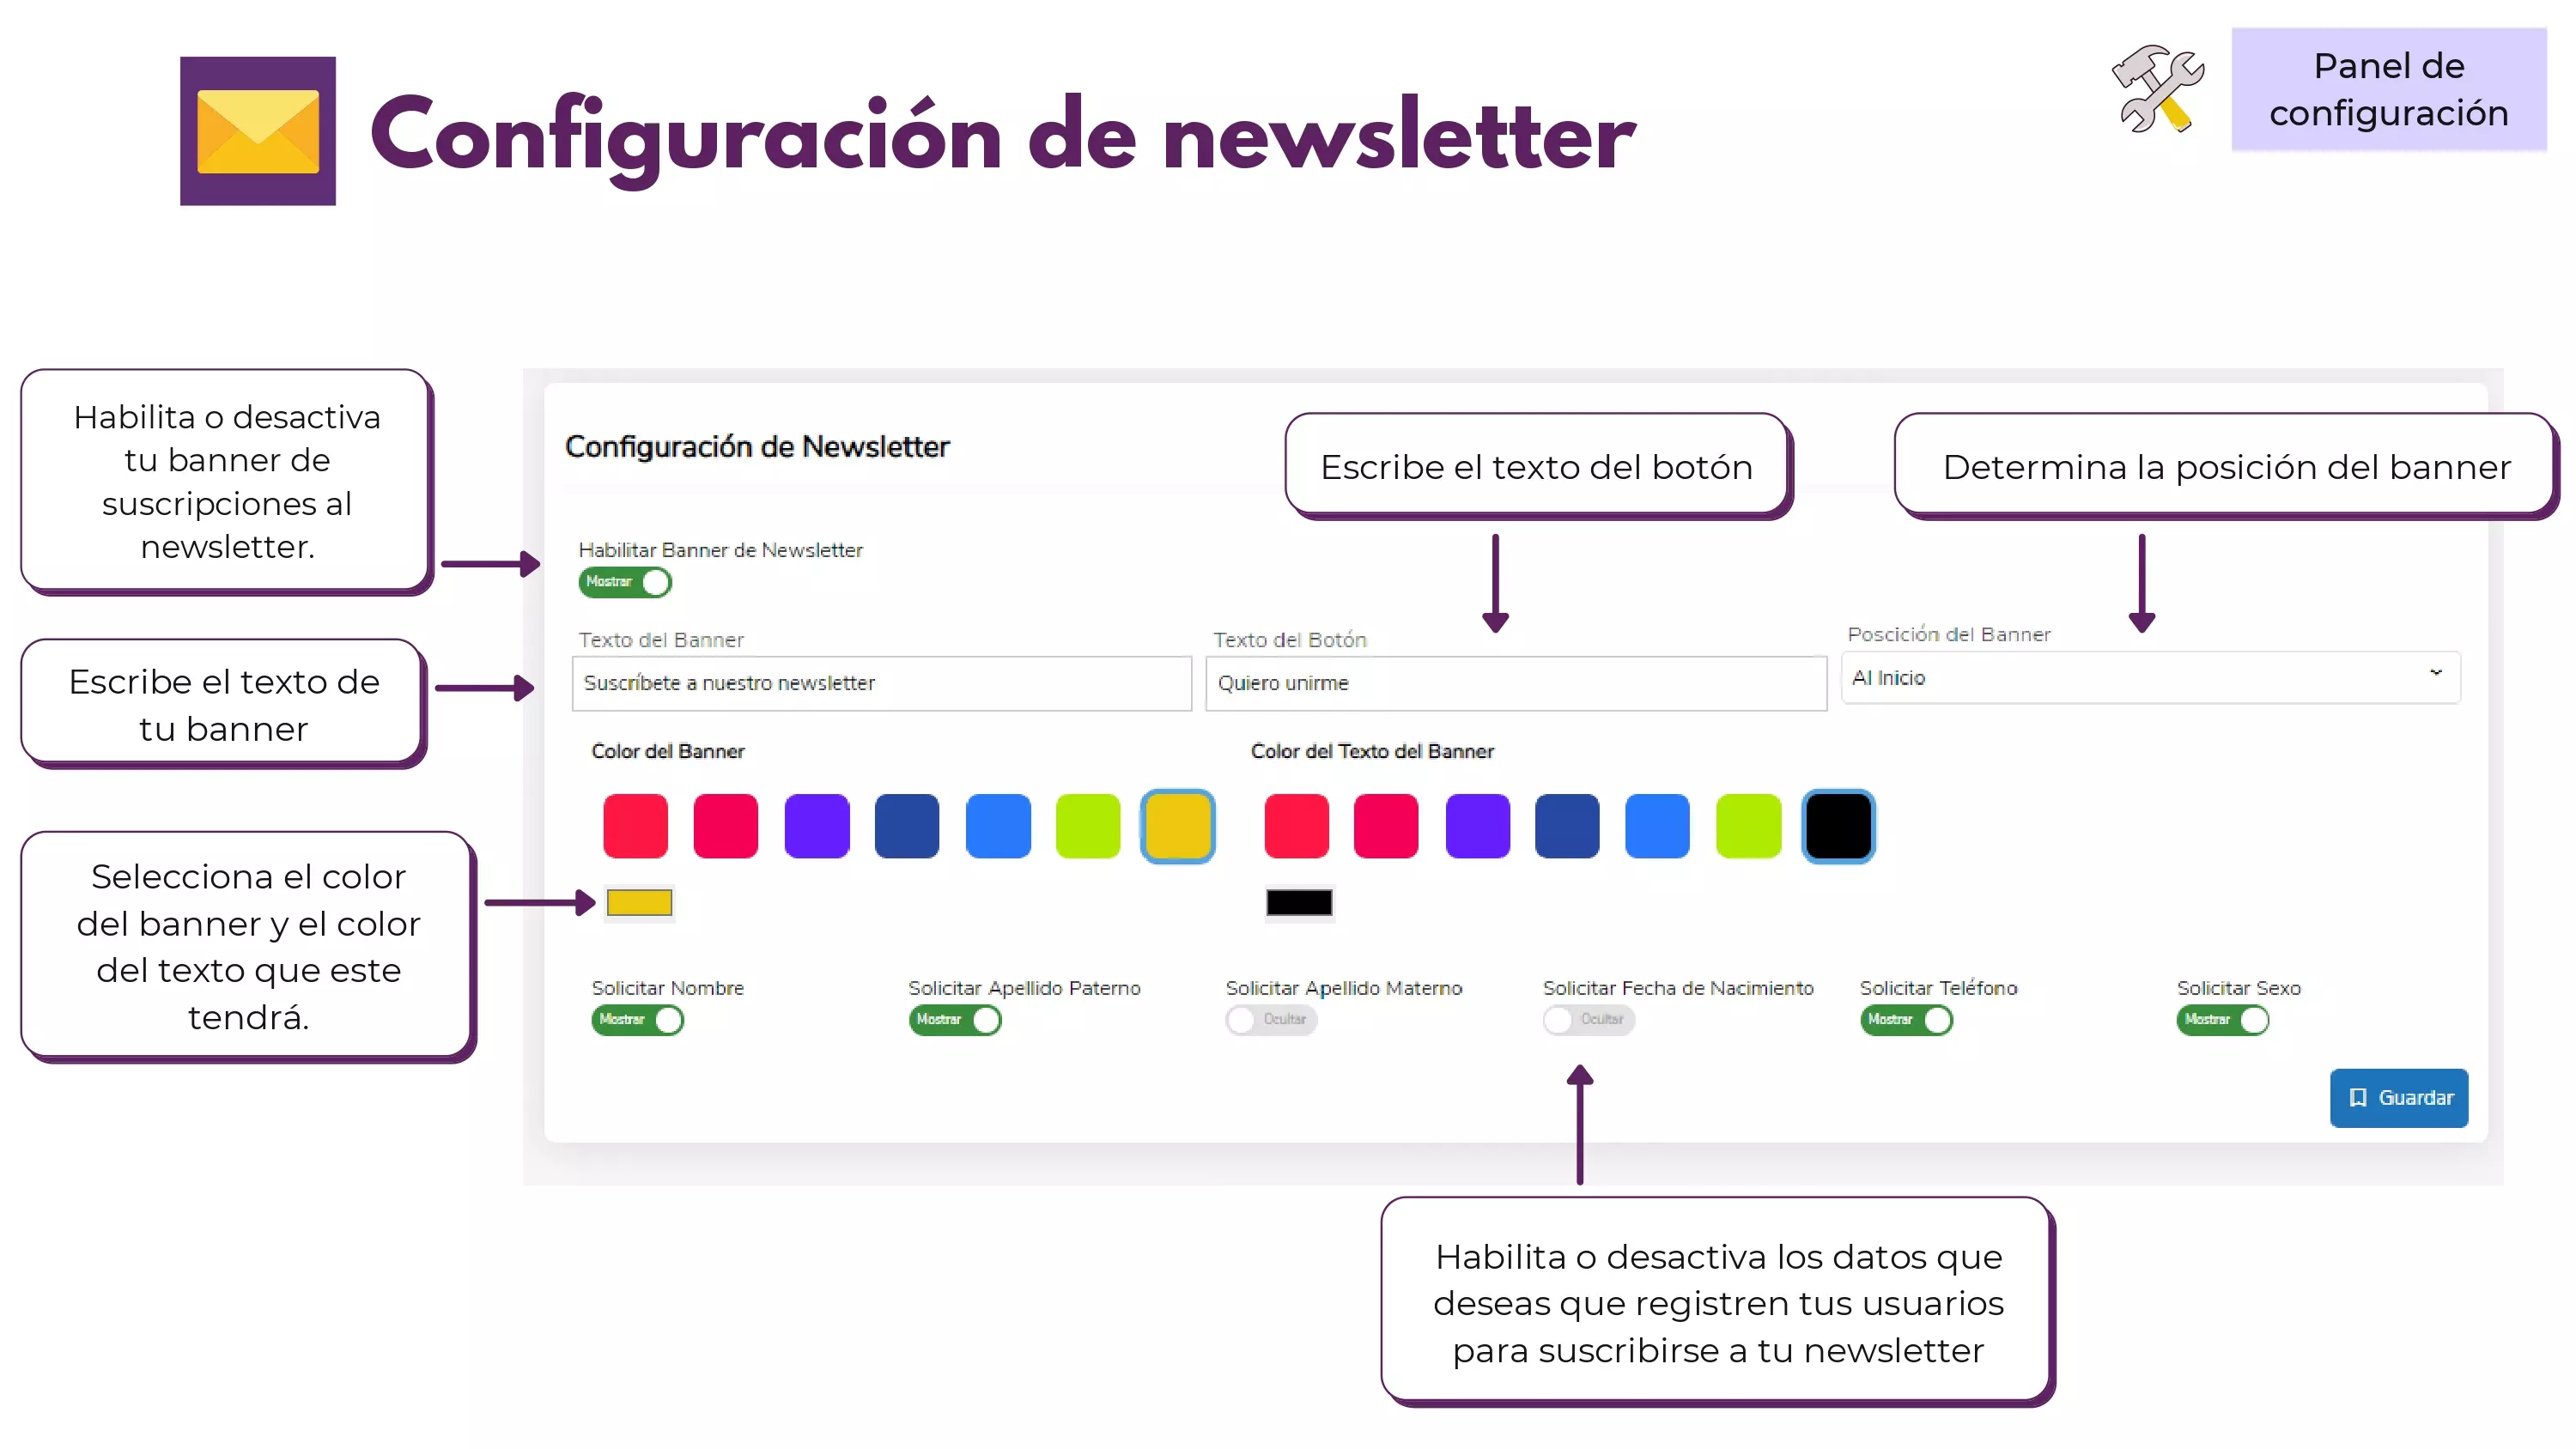 Configuración de newsletter
Panel de
configuración
Habilita o desactiva
tu banner de
suscripciones al
newsletter.
Escribe el texto de
tu banner
Selecciona el color
del banner y el color
del texto que este
tendrá.
Configuración de Newsletter
Escribe el texto del botón
Determina la posición del banner
Habilitar Banner de Newsletter
Mostrar
Texto del Banner
Suscríbete a nuestro newsletter
Texto del Botón
Quiero unirme
Poscición del Banner
Al Inicio
Color del Banner
Color del Texto del Banner
Solicitar Nombre
Mostrar
Solicitar Apellido Paterno
Mostrar
Solicitar Apellido Materno
Ocultar
Solicitar Fecha de Nacimiento
Ocultar
Solicitar Teléfono
Mostrar
Solicitar Sexo
Mostrar
Guardar
Habilita o desactiva los datos que
deseas que registren tus usuarios
para suscribirse a tu newsletter